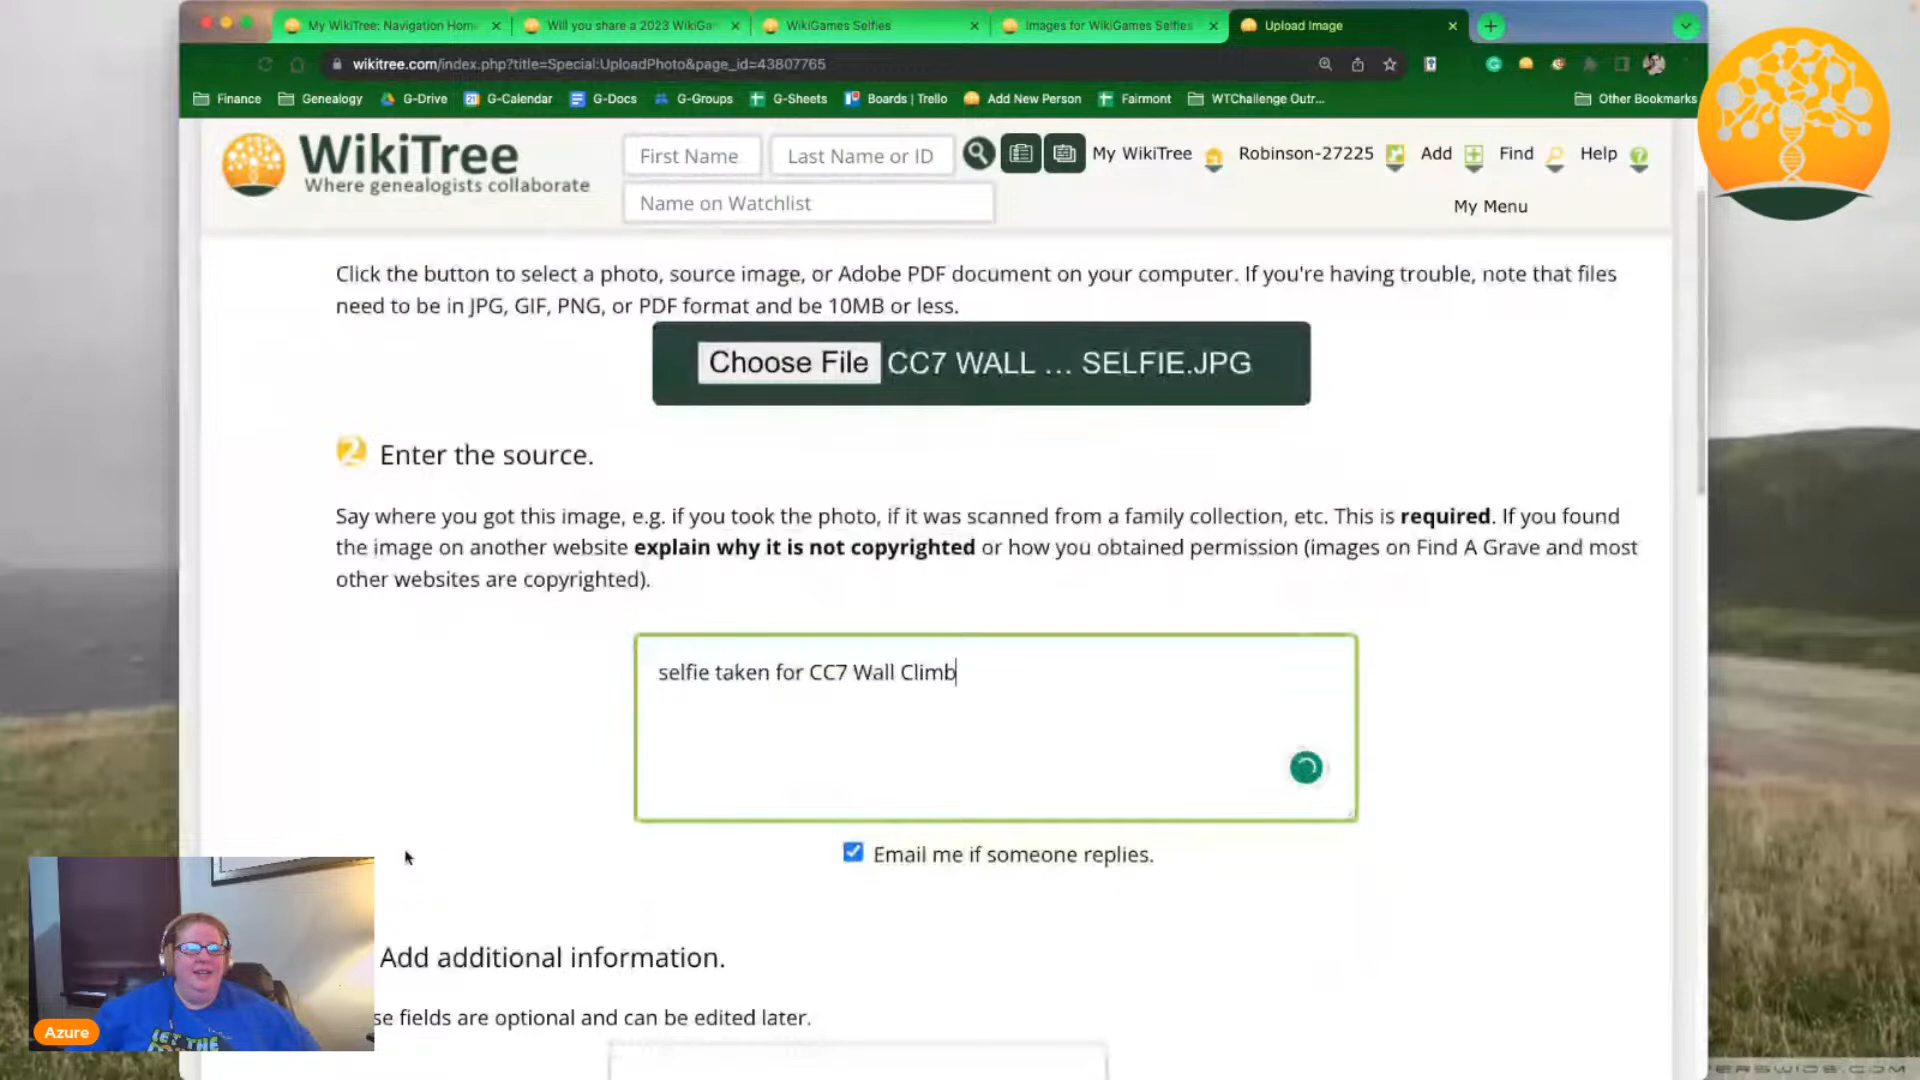 My WikiTree: Navigation Home
Will you share a 2023 WikiGa
WikiGames Selfies
Images for WikiGames Selfies
Upload Image
wikitree.com/index.php?title=Special:UploadPhoto&page_id=43807765
Finance
Genealogy
G-Drive
G-Calendar
G-Docs
G-Groups
G-Sheets
Boards | Trello
Add New Person
Fairmont
WTChallenge Outr...
Other Bookmarks
WikiTree
Where genealogists collaborate
First Name
Last Name or ID
Name on Watchlist
My WikiTree
Robinson-27225
Add
Find
Help
My Menu
Click the button to select a photo, source image, or Adobe PDF document on your computer. If you're having trouble, note that files
need to be in JPG, GIF, PNG, or PDF format and be 10MB or less.
Choose File CC7 WALL ... SELFIE.JPG
2 Enter the source.
Say where you got this image, e.g. if you took the photo, if it was scanned from a family collection, etc. This is required. If you found
the image on another website explain why it is not copyrighted or how you obtained permission (images on Find A Grave and most
other websites are copyrighted).
selfie taken for CC7 Wall Climb
Email me if someone replies.
Add additional information.
se fields are optional and can be edited later.
Azure
LET THE